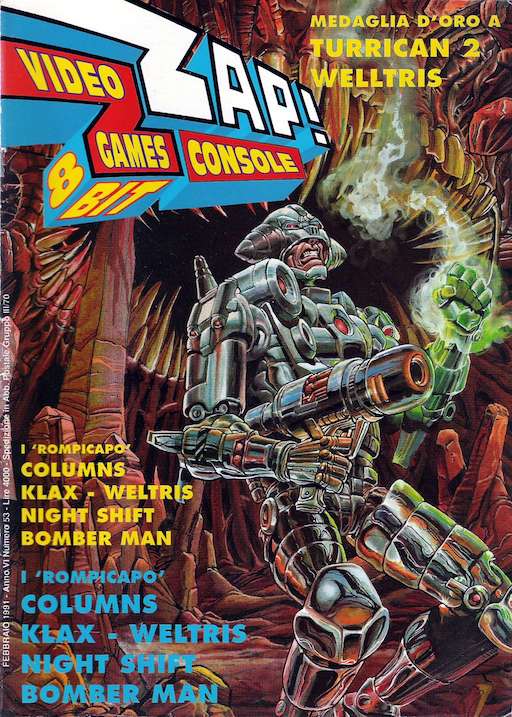 ZAP!
VIDEO
GAMES CONSOLE
8 BIT
MEDAGLIA D'ORO A
TURRICAN 2
WELLTRIS
I 'ROMPICAPO'
COLUMNS
KLAX - WELTRIS
NIGHT SHIFT
BOMBER MAN
I 'ROMPICAPO'
COLUMNS
KLAX - WELTRIS
NIGHT SHIFT
BOMBER MAN
FEBBRAIO 1991 - Anno VI Numero 53 - Lire 4000 - Spedizione in Abb. Postale Gruppo III/70